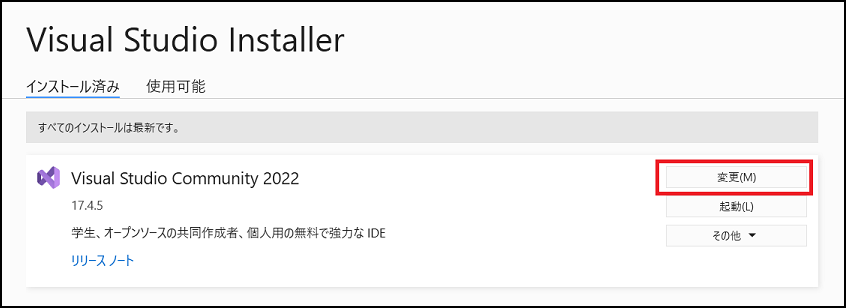 Visual Studio Installer
インストール済み 使用可能
すべてのインストールは最新です。
Visual Studio Community 2022
変更(M)
17.4.5
起動(L)
学生、オープンソースの共同作成者、個人用の無料で強力な IDE
その他
リリース ノート